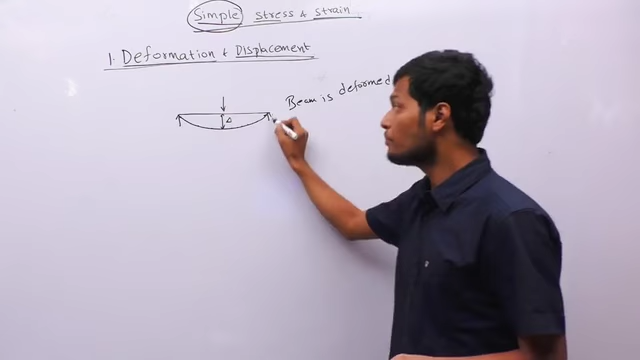 Simple stress & strain
1. Deformation & Displacement
Beam is deformed
Δ